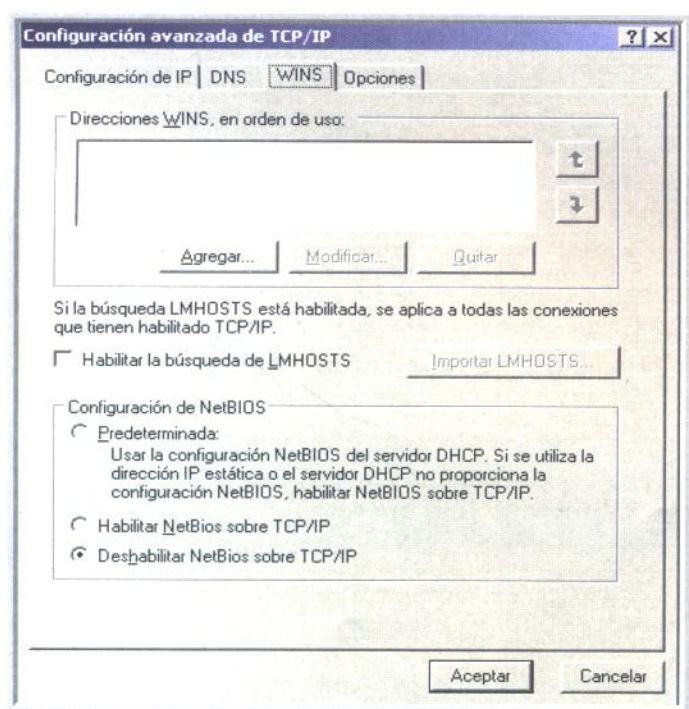 Configuración avanzada de TCP/IP
Configuración de IP DNS WINS Opciones
Direcciones WINS, en orden de uso:
Agregar... Modificar... Quitar
Si la búsqueda LMHOSTS está habilitada, se aplica a todas las conexiones
que tienen habilitado TCP/IP.
Habilitar la búsqueda de LMHOSTS Importar LMHOSTS...
Configuración de NetBIOS
Predeterminada:
Usar la configuración NetBIOS del servidor DHCP. Si se utiliza la
dirección IP estática o el servidor DHCP no proporciona la
configuración NetBIOS, habilitar NetBIOS sobre TCP/IP.
Habilitar NetBios sobre TCP/IP
Deshabilitar NetBios sobre TCP/IP
Aceptar Cancelar